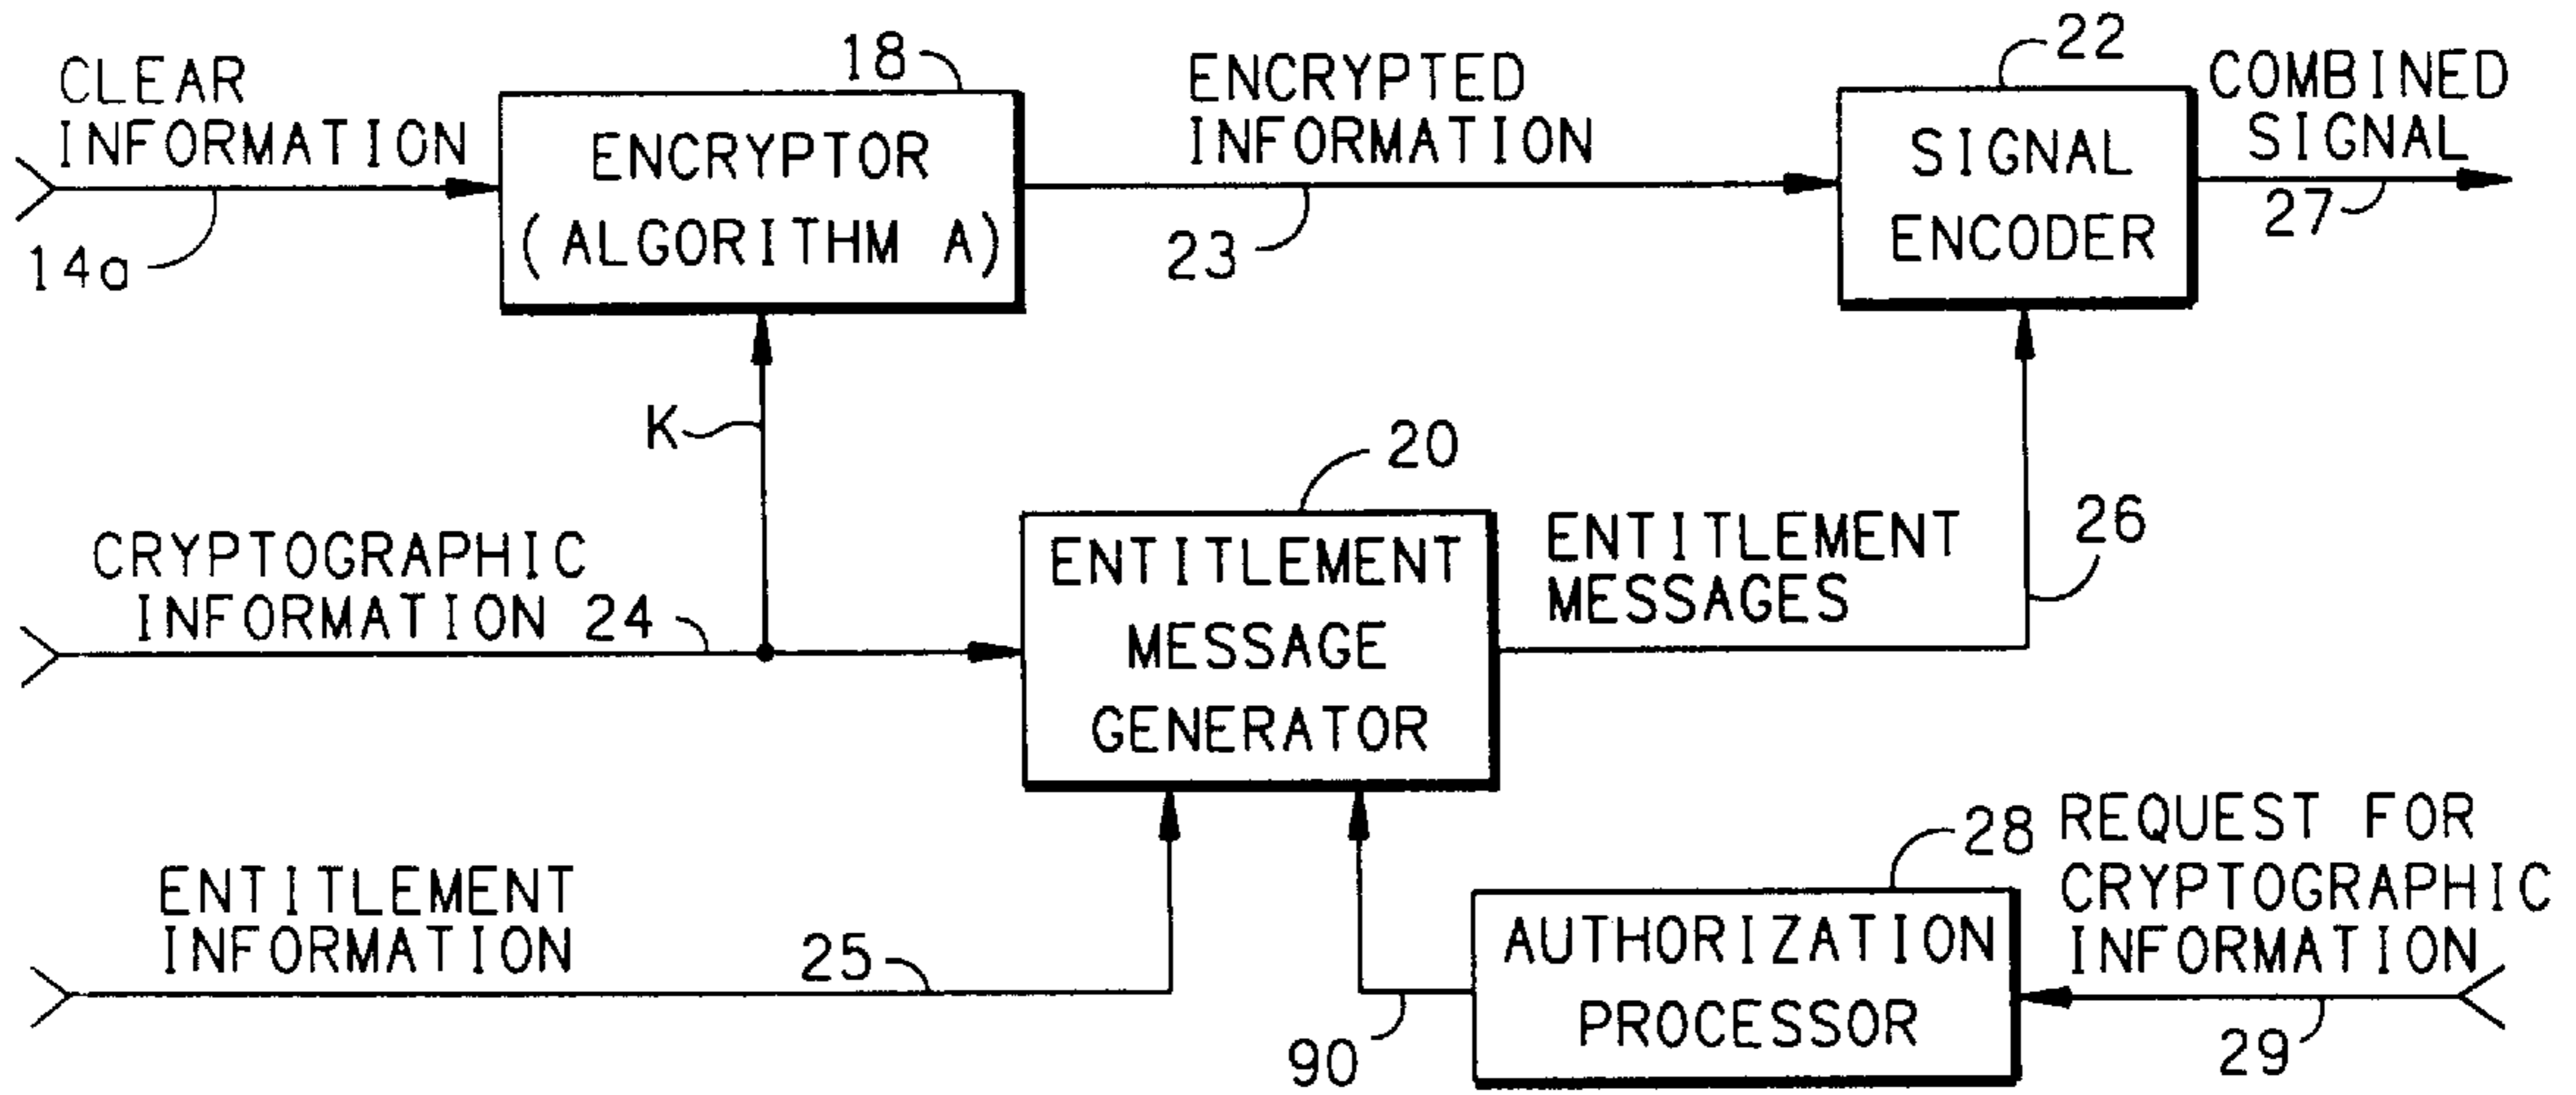 CLEAR
INFORMATION
14a
18
ENCRYPTOR
(ALGORITHM A)
ENCRYPTED
INFORMATION
23
22
SIGNAL
ENCODER
COMBINED
SIGNAL
27
K
CRYPTOGRAPHIC
INFORMATION 24
20
ENTITLEMENT
MESSAGE
GENERATOR
ENTITLEMENT
MESSAGES
26
ENTITLEMENT
INFORMATION
25
90
28
AUTHORIZATION
PROCESSOR
REQUEST FOR
CRYPTOGRAPHIC
INFORMATION
29